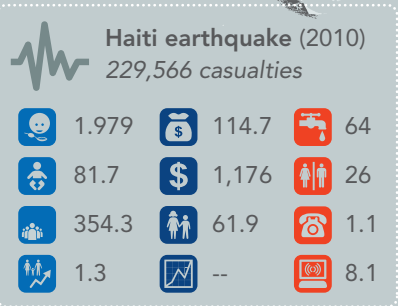 Haiti earthquake (2010)
229,566 casualties
1.979 $ 114.7 64
81.7 $ 1,176 26
354.3 61.9 1.1
1.3 -- 8.1